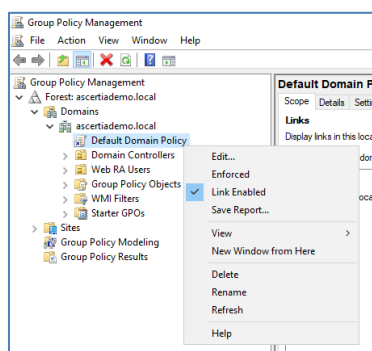 Group Policy Management
File Action View Window Help
Group Policy Management
Forest: ascertiademo.local
Domains
ascertiademo.local
Default Domain Policy
Domain Controllers
Web RA Users
Group Policy Objects
WMI Filters
Starter GPOs
Sites
Group Policy Modeling
Group Policy Results
Default Domain P
Scope Details Setti
Links
Display links in this loca
Edit...
Enforced
Link Enabled
Save Report...
View
New Window from Here
Delete
Rename
Refresh
Help